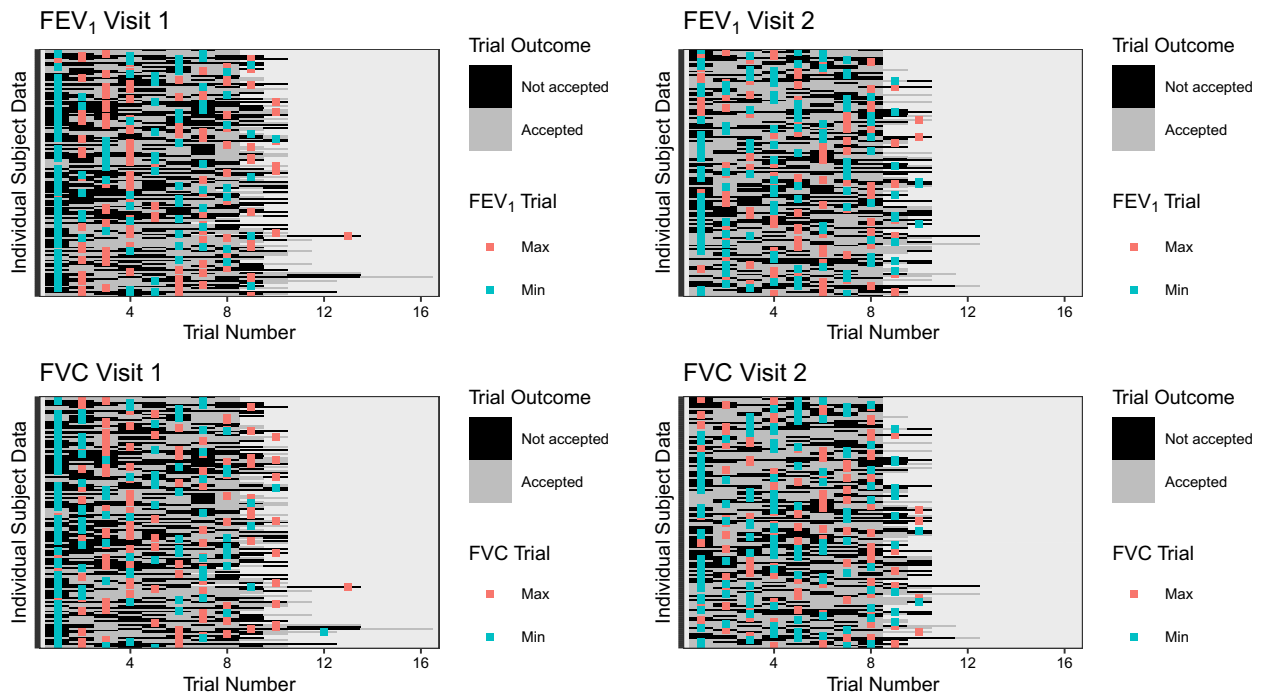 FEV₁ Visit 1
Individual Subject Data
4 8 12 16
Trial Number
Trial Outcome
Not accepted
Accepted
FEV₁ Trial
Max
Min
FEV₁ Visit 2
Individual Subject Data
4 8 12 16
Trial Number
Trial Outcome
Not accepted
Accepted
FEV₁ Trial
Max
Min
FVC Visit 1
Individual Subject Data
4 8 12 16
Trial Number
Trial Outcome
Not accepted
Accepted
FVC Trial
Max
Min
FVC Visit 2
Individual Subject Data
4 8 12 16
Trial Number
Trial Outcome
Not accepted
Accepted
FVC Trial
Max
Min